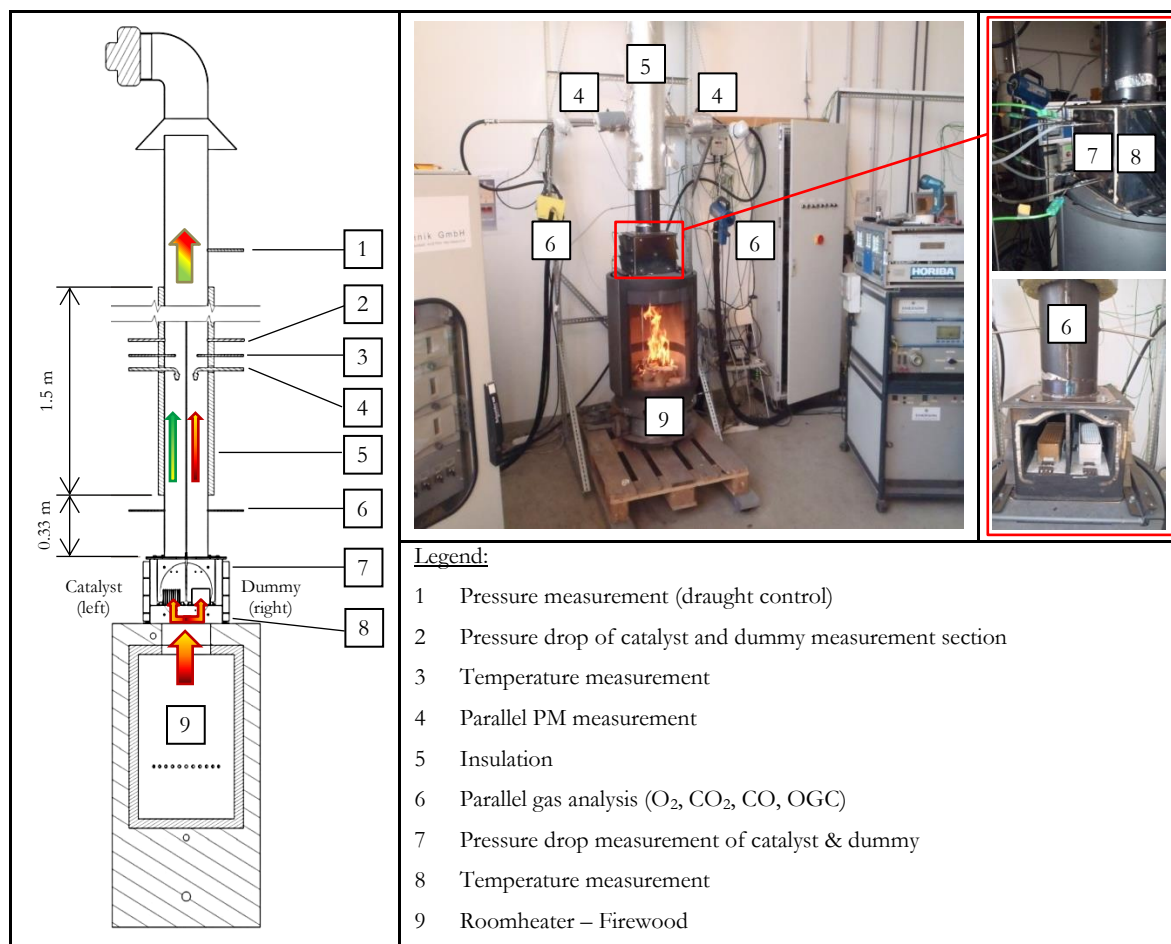 1
2
3
4
5
6
7
8
9
1.5 m
0.33 m
Catalyst
(left)
Dummy
(right)
5
4
4
6
6
9
nik GmbH
HORIBA
7
8
6
Legend:
1 Pressure measurement (draught control)
2 Pressure drop of catalyst and dummy measurement section
3 Temperature measurement
4 Parallel PM measurement
5 Insulation
6 Parallel gas analysis (O₂, CO₂, CO, OGC)
7 Pressure drop measurement of catalyst & dummy
8 Temperature measurement
9 Roomheater – Firewood